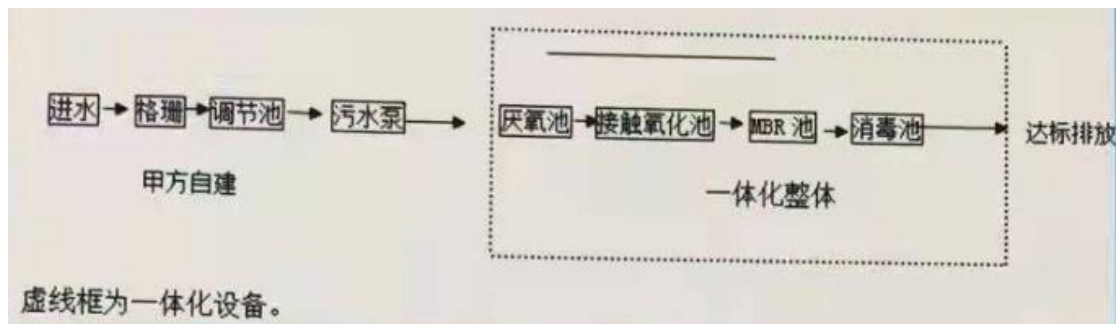 进水 格珊 调节池 污水泵 厌氧池 接触氧化池 MBR 池 消毒池 达标排放
甲方自建 一体化整体
虚线框为一体化设备。